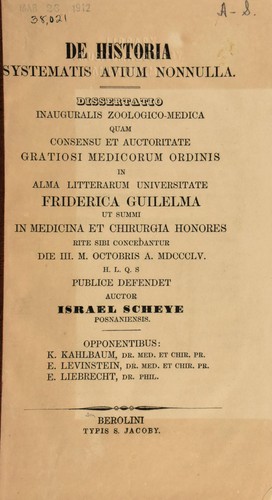 38,021
A-S.
DE HISTORIA
SYSTEMATIS AVIUM NONNULLA.
DISSERTATIO
INAUGURALIS ZOOLOGICO-MEDICA
QUAM
CONSENSU ET AUCTORITATE
GRATIOSI MEDICORUM ORDINIS
IN
ALMA LITTERARUM UNIVERSITATE
FRIDERICA GUILELMA
UT SUMMI
IN MEDICINA ET CHIRURGIA HONORES
RITE SIBI CONCEDANTUR
DIE III. M. OCTOBRIS A. MDCCCLV.
H. L. Q. S
PUBLICE DEFENDET
AUCTOR
ISRAEL SCHEYE
POSNANIENSIS.
OPPONENTIBUS:
K. KAHLBAUM, DR. MED. ET CHIR. PR.
E. LEVINSTEIN, DR. MED. ET CHIR. PR.
E. LIEBRECHT, DR. PHIL.
BEROLINI
TYPIS S. JACOBY.